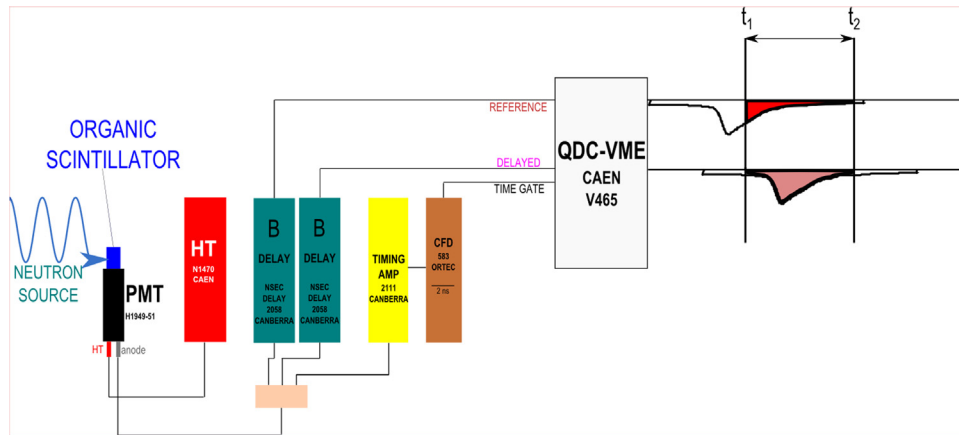 t1
t2
REFERENCE
ORGANIC
SCINTILLATOR
QDC-VME
CAEN
V465
DELAYED
TIME GATE
B
DELAY
NSEC
DELAY
2058
CANBERRA
B
DELAY
NSEC
DELAY
2058
CANBERRA
HT
N1470
CAEN
TIMING
AMP
2111
CANBERRA
CFD
583
ORTEC
2 ns
NEUTRON
SOURCE
PMT
H1949-51
HT
anode